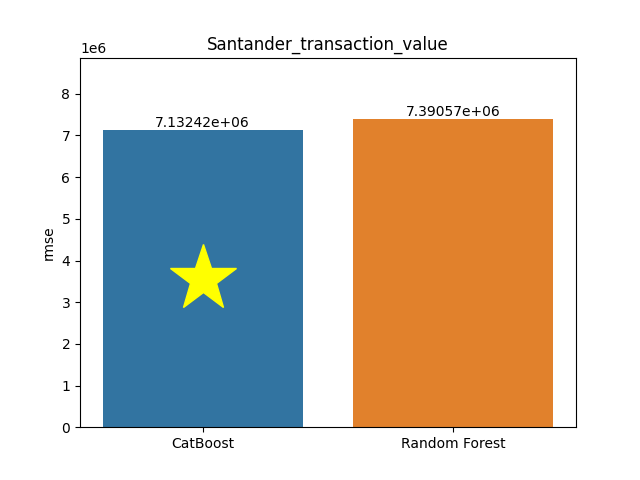 Santander_transaction_value
1e6
8
7
6
5
4
3
2
1
0
rmse
7.13242e+06
7.39057e+06
CatBoost
Random Forest